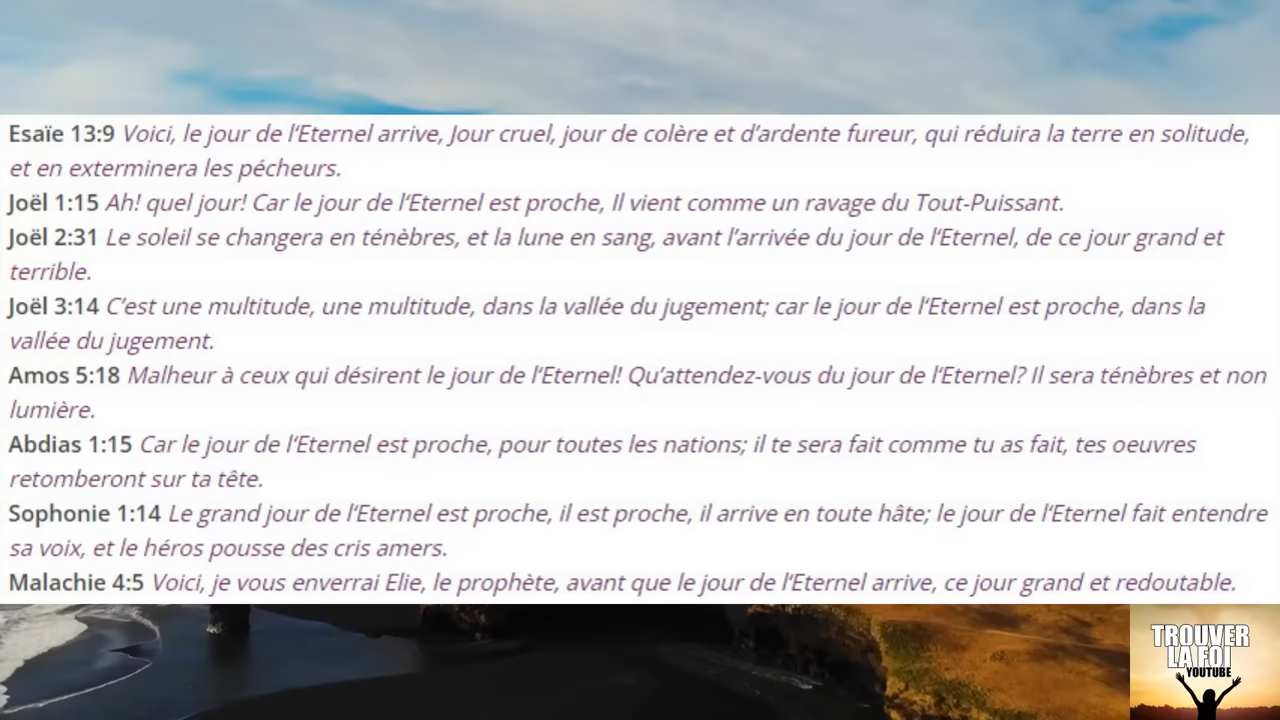 Esaïe 13:9 Voici, le jour de l'Eternel arrive, Jour cruel, jour de colère et d'ardente fureur, qui réduira la terre en solitude,
et en exterminera les pécheurs.
Joël 1:15 Ah! quel jour! Car le jour de l'Eternel est proche, Il vient comme un ravage du Tout-Puissant.
Joël 2:31 Le soleil se changera en ténèbres, et la lune en sang, avant l'arrivée du jour de l'Eternel, de ce jour grand et
terrible.
Joël 3:14 C'est une multitude, une multitude, dans la vallée du jugement; car le jour de l'Eternel est proche, dans la
vallée du jugement.
Amos 5:18 Malheur à ceux qui désirent le jour de l'Eternel! Qu'attendez-vous du jour de l'Eternel? Il sera ténèbres et non
lumière.
Abdias 1:15 Car le jour de l'Eternel est proche, pour toutes les nations; il te sera fait comme tu as fait, tes oeuvres
retomberont sur ta tête.
Sophonie 1:14 Le grand jour de l'Eternel est proche, il est proche, il arrive en toute hâte; le jour de l'Eternel fait entendre
sa voix, et le héros pousse des cris amers.
Malachie 4:5 Voici, je vous enverrai Elie, le prophète, avant que le jour de l'Eternel arrive, ce jour grand et redoutable.
TROUVER
LA FOI
YOUTUBE